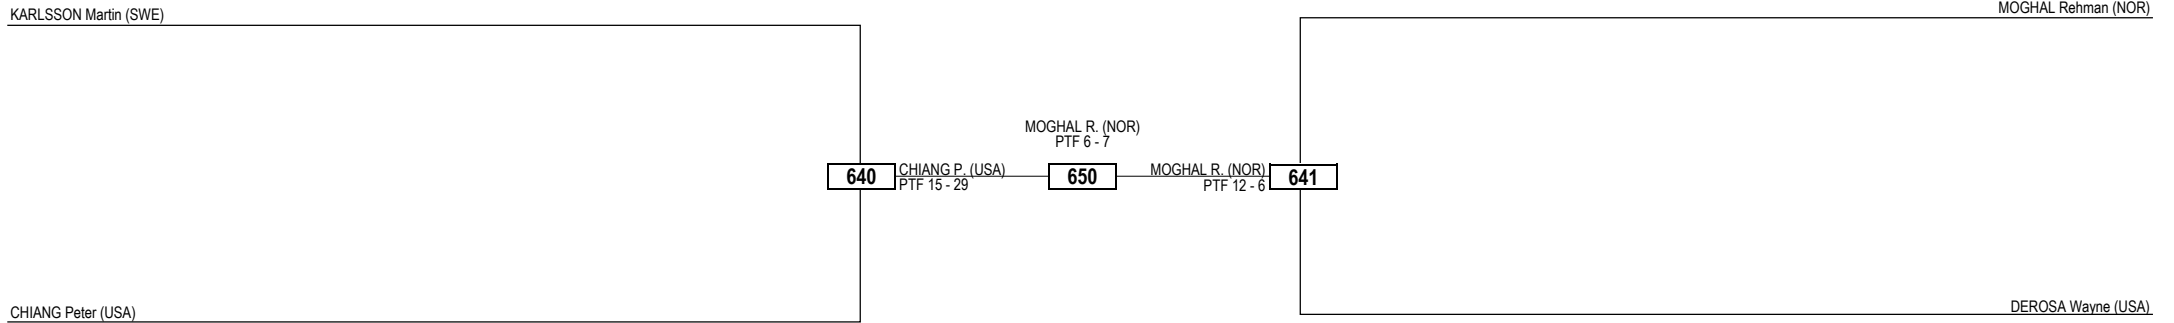 KARLSSON Martin (SWE)
MOGHAL Rehman (NOR)
MOGHAL R. (NOR)
PTF 6 - 7
640
CHIANG P. (USA)
PTF 15 - 29
650
MOGHAL R. (NOR)
PTF 12 - 6
641
CHIANG Peter (USA)
DEROSA Wayne (USA)